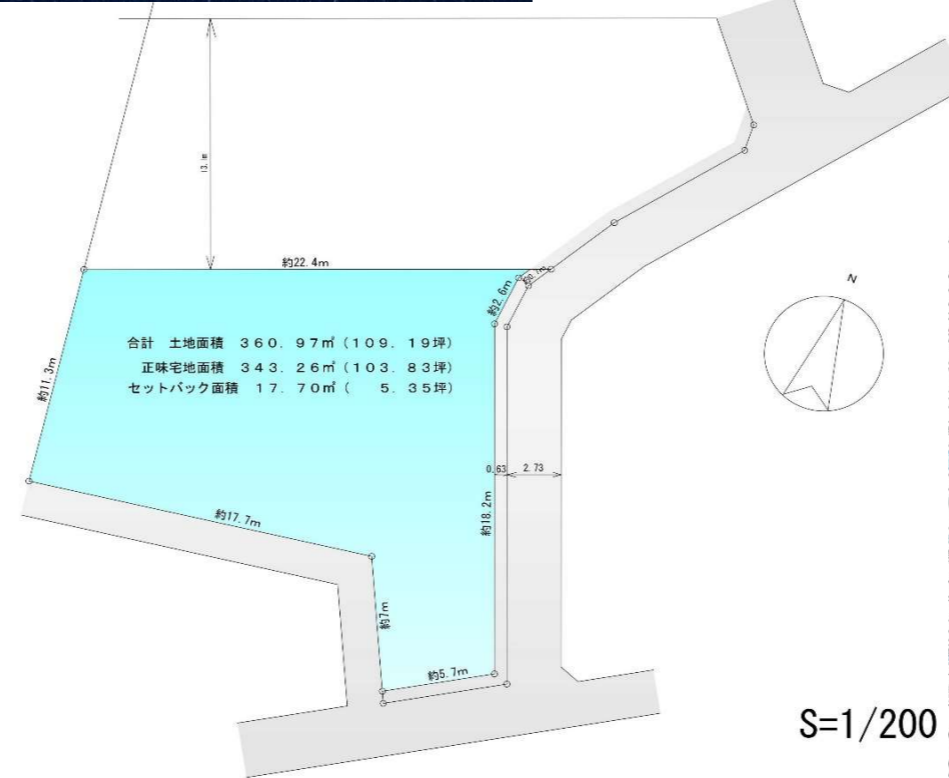 13.1m
約22.4m
約2.6m
約11.3m
合計 土地面積 360.97㎡(109.19坪)
正味宅地面積 343.26㎡(103.83坪)
セットバック面積 17.70㎡( 5.35坪)
N
0.63
2.73
約18.2m
約17.7m
約7m
約5.7m
S=1/200